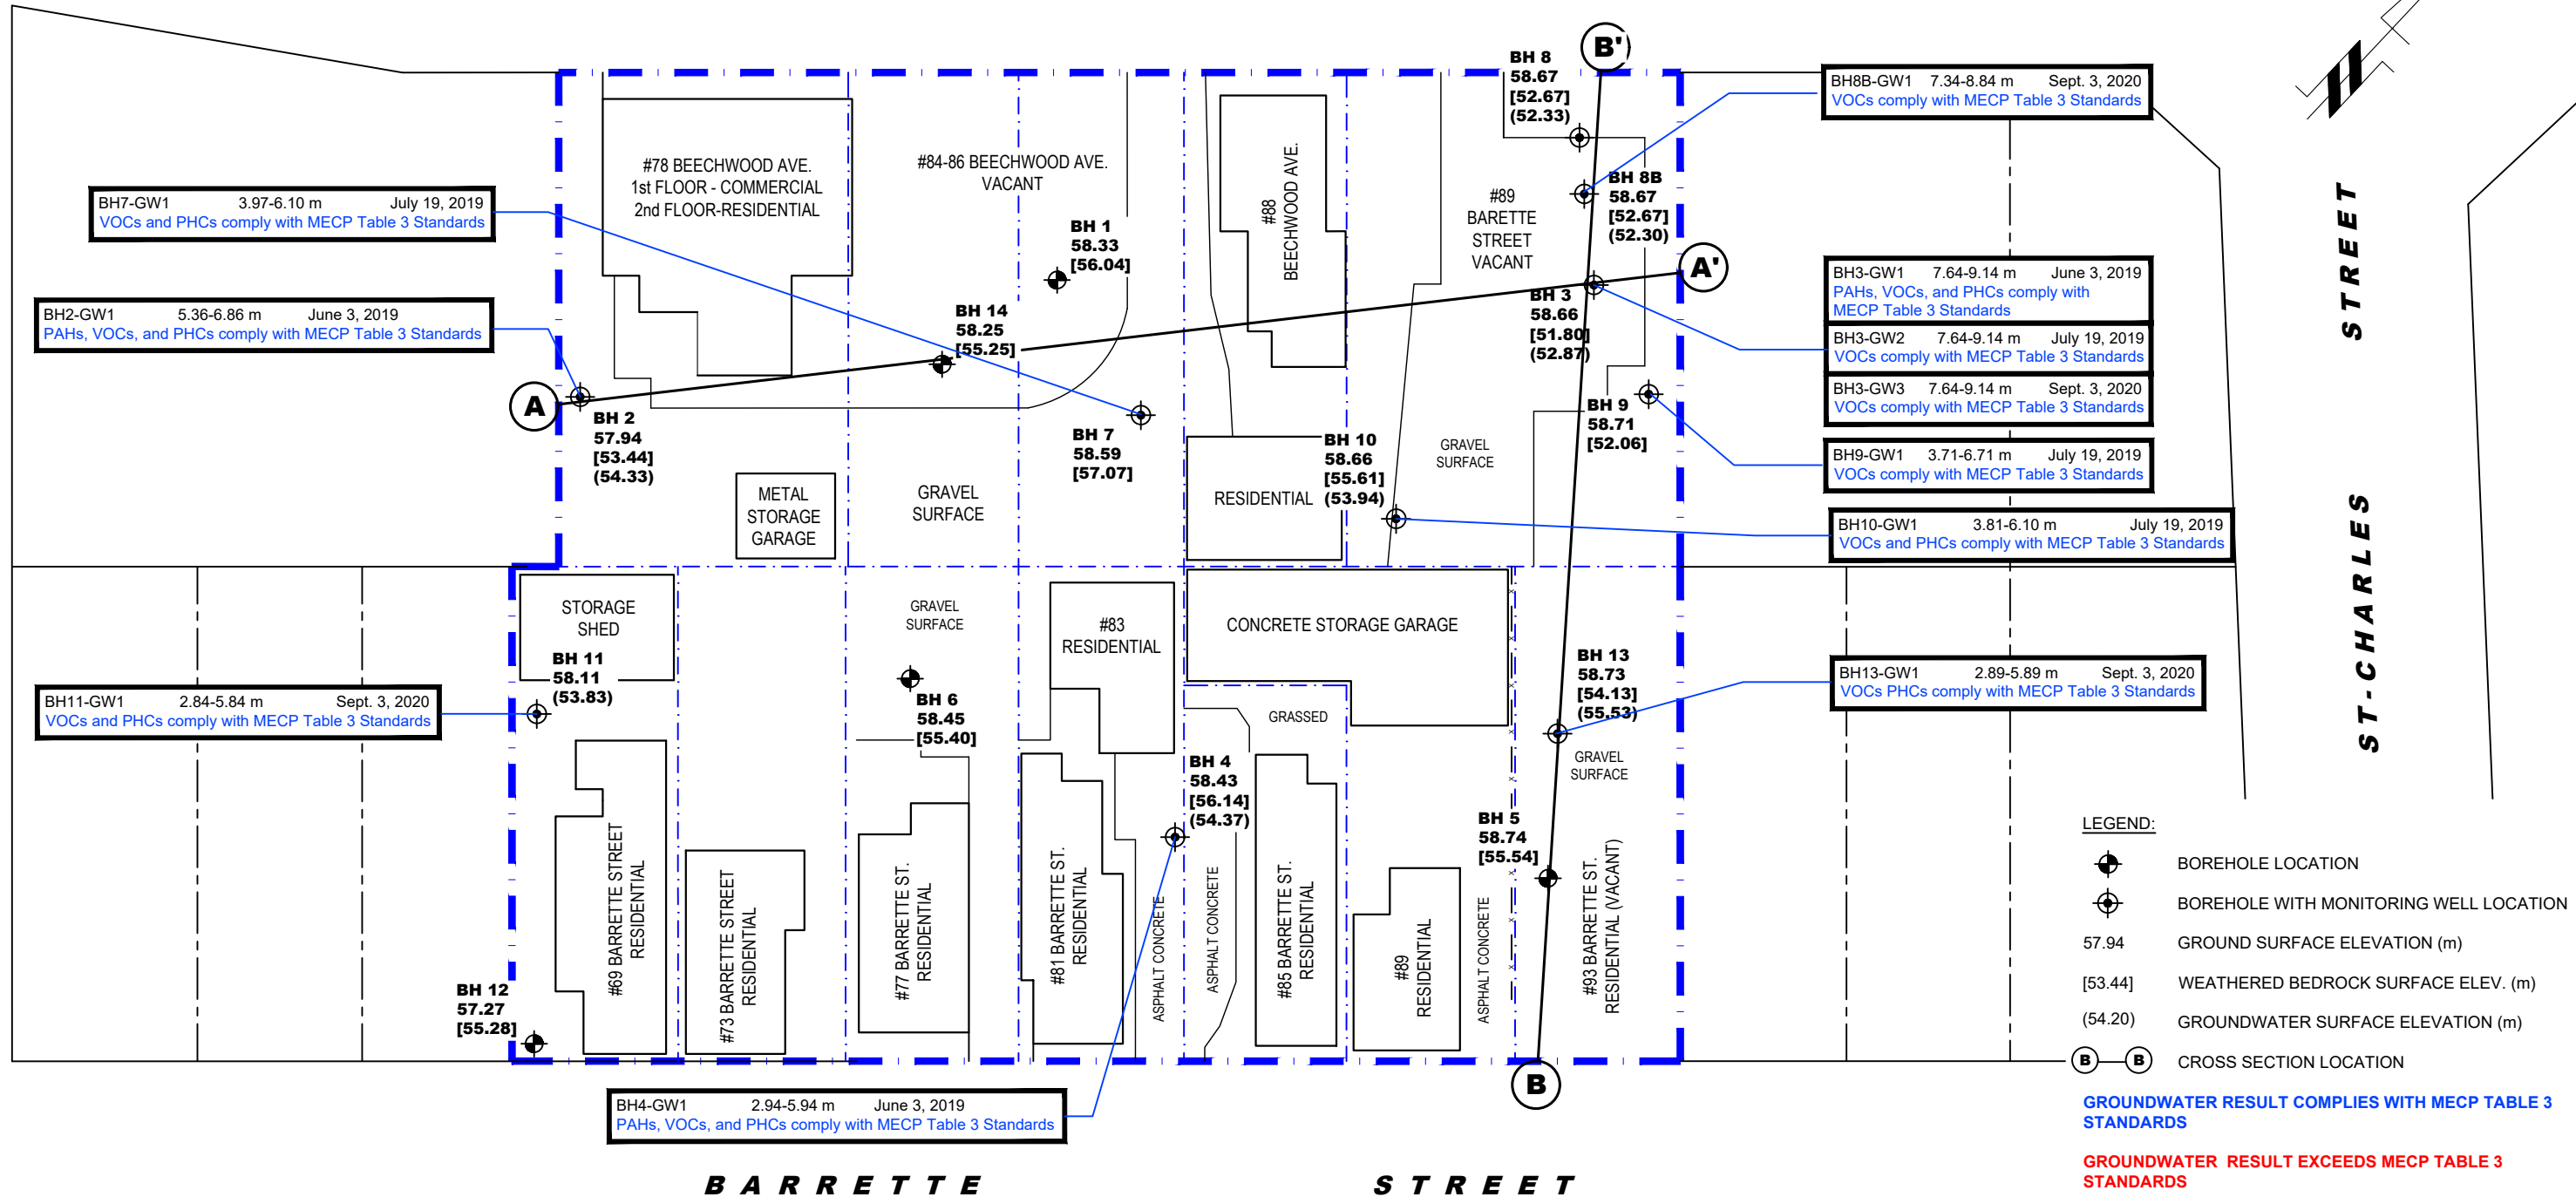 B'
BH 8
58.67
[52.67]
(52.33)
BH8B-GW1 7.34-8.84 m Sept. 3, 2020
VOCs comply with MECP Table 3 Standards
#78 BEECHWOOD AVE.
1st FLOOR - COMMERCIAL
2nd FLOOR-RESIDENTIAL
#84-86 BEECHWOOD AVE.
VACANT
#88
BEECHWOOD AVE.
#89
BARETTE
STREET
VACANT
BH 8B
58.67
[52.67]
(52.30)
BH7-GW1 3.97-6.10 m July 19, 2019
VOCs and PHCs comply with MECP Table 3 Standards
BH 1
58.33
[56.04]
A'
BH3-GW1 7.64-9.14 m June 3, 2019
PAHs, VOCs, and PHCs comply with
MECP Table 3 Standards
BH3-GW2 7.64-9.14 m July 19, 2019
VOCs comply with MECP Table 3 Standards
BH3-GW3 7.64-9.14 m Sept. 3, 2020
VOCs comply with MECP Table 3 Standards
BH2-GW1 5.36-6.86 m June 3, 2019
PAHs, VOCs, and PHCs comply with MECP Table 3 Standards
BH 14
58.25
[55.25]
BH 3
58.66
[51.80]
(52.87)
A
BH 2
57.94
[53.44]
(54.33)
BH 7
58.59
[57.07]
BH 10
58.66
[55.61]
(53.94)
GRAVEL
SURFACE
BH 9
58.71
[52.06]
BH9-GW1 3.71-6.71 m July 19, 2019
VOCs comply with MECP Table 3 Standards
METAL
STORAGE
GARAGE
GRAVEL
SURFACE
RESIDENTIAL
BH10-GW1 3.81-6.10 m July 19, 2019
VOCs and PHCs comply with MECP Table 3 Standards
ST-CHARLES STREET
STORAGE
SHED
GRAVEL
SURFACE
#83
RESIDENTIAL
CONCRETE STORAGE GARAGE
BH 11
58.11
(53.83)
BH11-GW1 2.84-5.84 m Sept. 3, 2020
VOCs and PHCs comply with MECP Table 3 Standards
BH 6
58.45
[55.40]
GRASSED
BH 13
58.73
[54.13]
(55.53)
BH13-GW1 2.89-5.89 m Sept. 3, 2020
VOCs PHCs comply with MECP Table 3 Standards
GRAVEL
SURFACE
BH 4
58.43
[56.14]
(54.37)
BH 5
58.74
[55.54]
#69 BARRETTE STREET
RESIDENTIAL
#73 BARRETTE STREET
RESIDENTIAL
#77 BARRETTE ST.
RESIDENTIAL
#81 BARRETTE ST.
RESIDENTIAL
ASPHALT CONCRETE
ASPHALT CONCRETE
#85 BARRETTE ST.
RESIDENTIAL
#89
RESIDENTIAL
ASPHALT CONCRETE
#93 BARRETTE ST.
RESIDENTIAL (VACANT)
BH 12
57.27
[55.28]
B
BH4-GW1 2.94-5.94 m June 3, 2019
PAHs, VOCs, and PHCs comply with MECP Table 3 Standards
BARRETTE STREET
LEGEND:
BOREHOLE LOCATION
BOREHOLE WITH MONITORING WELL LOCATION
57.94 GROUND SURFACE ELEVATION (m)
[53.44] WEATHERED BEDROCK SURFACE ELEV. (m)
(54.20) GROUNDWATER SURFACE ELEVATION (m)
B B CROSS SECTION LOCATION
GROUNDWATER RESULT COMPLIES WITH MECP TABLE 3
STANDARDS
GROUNDWATER RESULT EXCEEDS MECP TABLE 3
STANDARDS